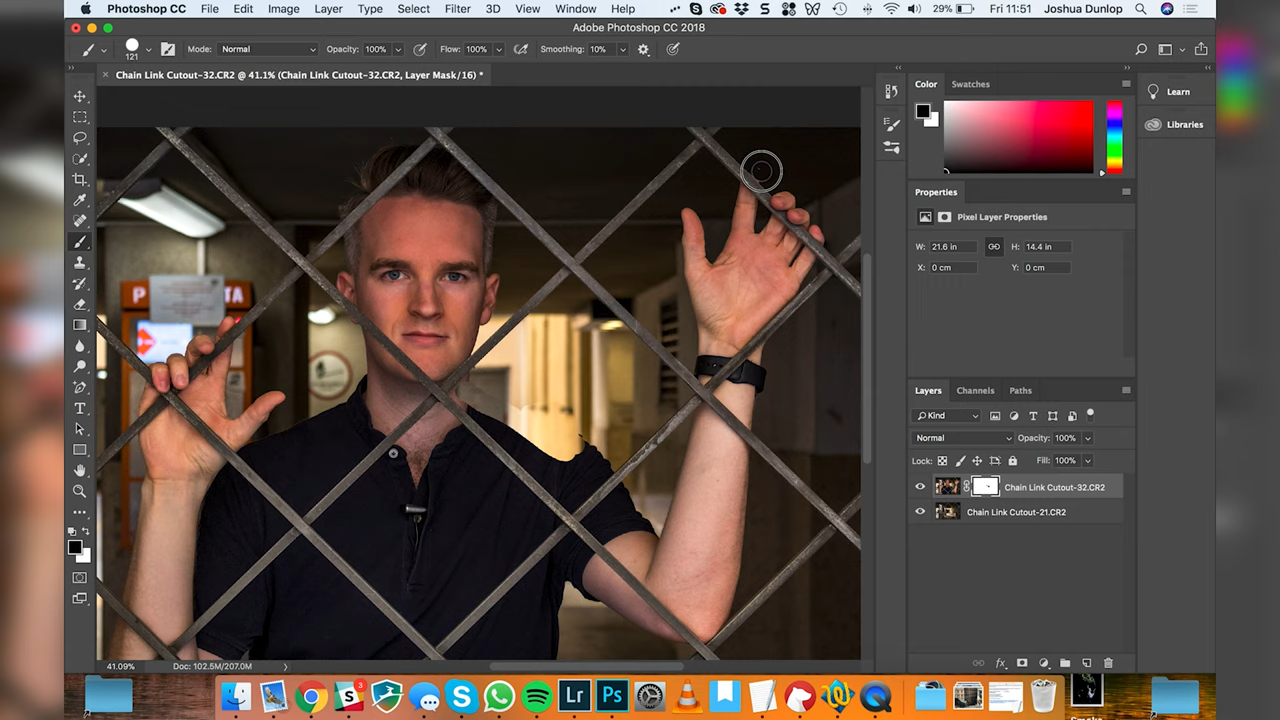 Photoshop CC File Edit Image Layer Type Select Filter 3D View Window Help 29% Fri 11:51 Joshua Dunlop
Adobe Photoshop CC 2018
121 Mode: Normal Opacity: 100% Flow: 100% Smoothing: 10%
Chain Link Cutout-32.CR2 @ 41.1% (Chain Link Cutout-32.CR2, Layer Mask/16) *
Color Swatches
Learn
Libraries
Properties
Pixel Layer Properties
W: 21.6 in H: 14.4 in
X: 0 cm Y: 0 cm
Layers Channels Paths
Kind
Normal Opacity: 100%
Lock: Fill: 100%
Chain Link Cutout-32.CR2
Chain Link Cutout-21.CR2
41.09% Doc: 102.5M/207.0M
3
Lr Ps